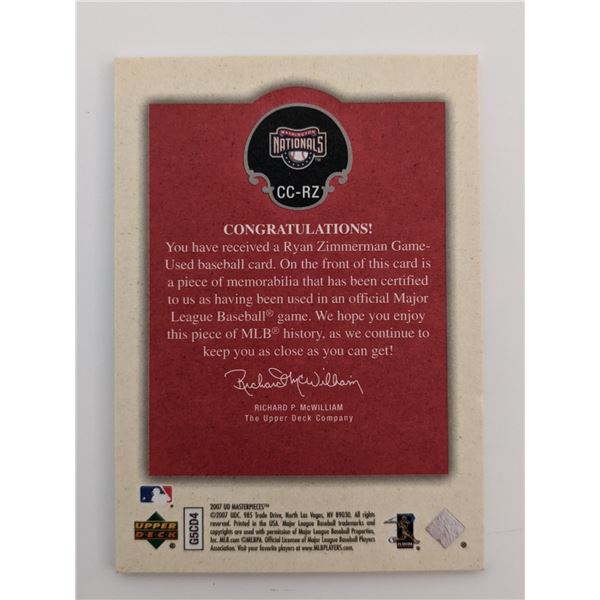 WASHINGTON
NATIONALS
TM
CC-RZ
CONGRATULATIONS!
You have received a Ryan Zimmerman Game-
Used baseball card. On the front of this card is
a piece of memorabilia that has been certified
to us as having been used in an official Major
League Baseball® game. We hope you enjoy
this piece of MLB® history, as we continue to
keep you as close as you can get!
Richard McWilliam
RICHARD P. McWILLIAM
The Upper Deck Company
UPPER
DECK
G5CD4
2007 UD MASTERPIECES™
©2007 UDC. 985 Trade Drive, North Las Vegas, NV 89030. All rights
reserved. Printed in the USA. Major League Baseball trademarks and
copyrights are used with permission of Major League Baseball Properties,
Inc. MLB.com ©MLBPA. Official Licensee of Major League Baseball Players
Association. Visit your favorite players at www.MLBPLAYERS.com